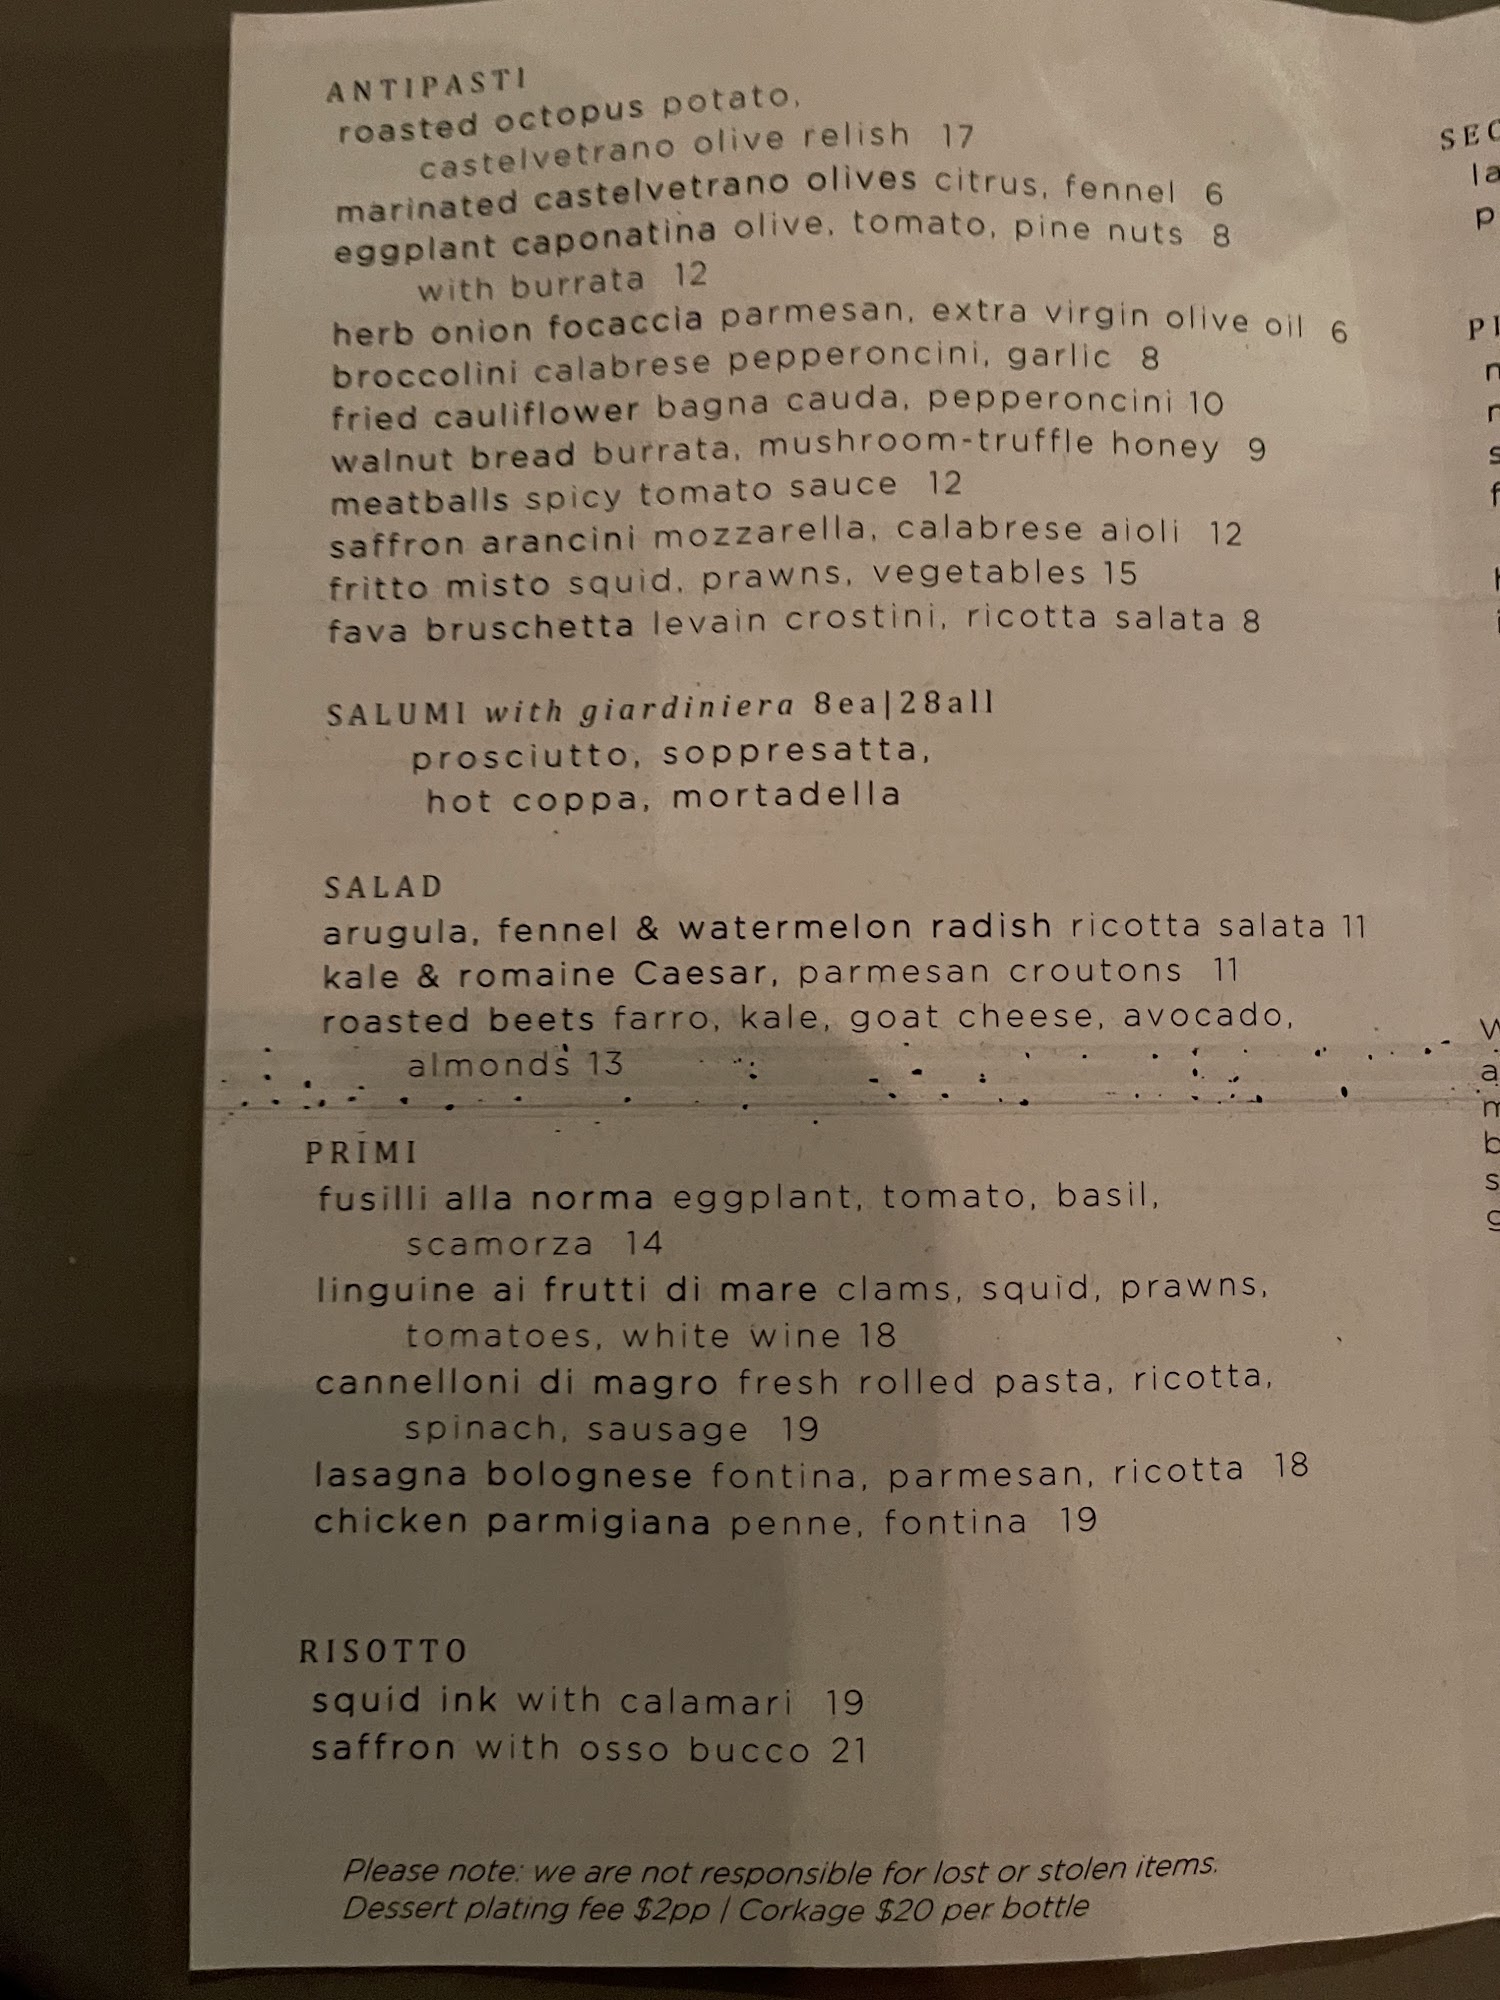 ANTIPASTI
roasted octopus potato,
castelvetrano olive relish 17
marinated castelvetrano olives citrus, fennel 6
eggplant caponatina olive, tomato, pine nuts 8
with burrata 12
herb onion focaccia parmesan, extra virgin olive oil 6
broccolini calabrese pepperoncini, garlic 8
fried cauliflower bagna cauda, pepperoncini 10
walnut bread burrata, mushroom-truffle honey 9
meatballs spicy tomato sauce 12
saffron arancini mozzarella, calabrese aioli 12
fritto misto squid, prawns, vegetables 15
fava bruschetta levain crostini, ricotta salata 8
SALUMI with giardiniera 8ea|28all
prosciutto, soppresatta,
hot coppa, mortadella
SALAD
arugula, fennel & watermelon radish ricotta salata 11
kale & romaine Caesar, parmesan croutons 11
roasted beets farro, kale, goat cheese, avocado,
almonds 13
PRIMI
fusilli alla norma eggplant, tomato, basil,
scamorza 14
linguine ai frutti di mare clams, squid, prawns,
tomatoes, white wine 18
cannelloni di magro fresh rolled pasta, ricotta,
spinach, sausage 19
lasagna bolognese fontina, parmesan, ricotta 18
chicken parmigiana penne, fontina 19
RISOTTO
squid ink with calamari 19
saffron with osso bucco 21
Please note: we are not responsible for lost or stolen items.
Dessert plating fee $2pp | Corkage $20 per bottle